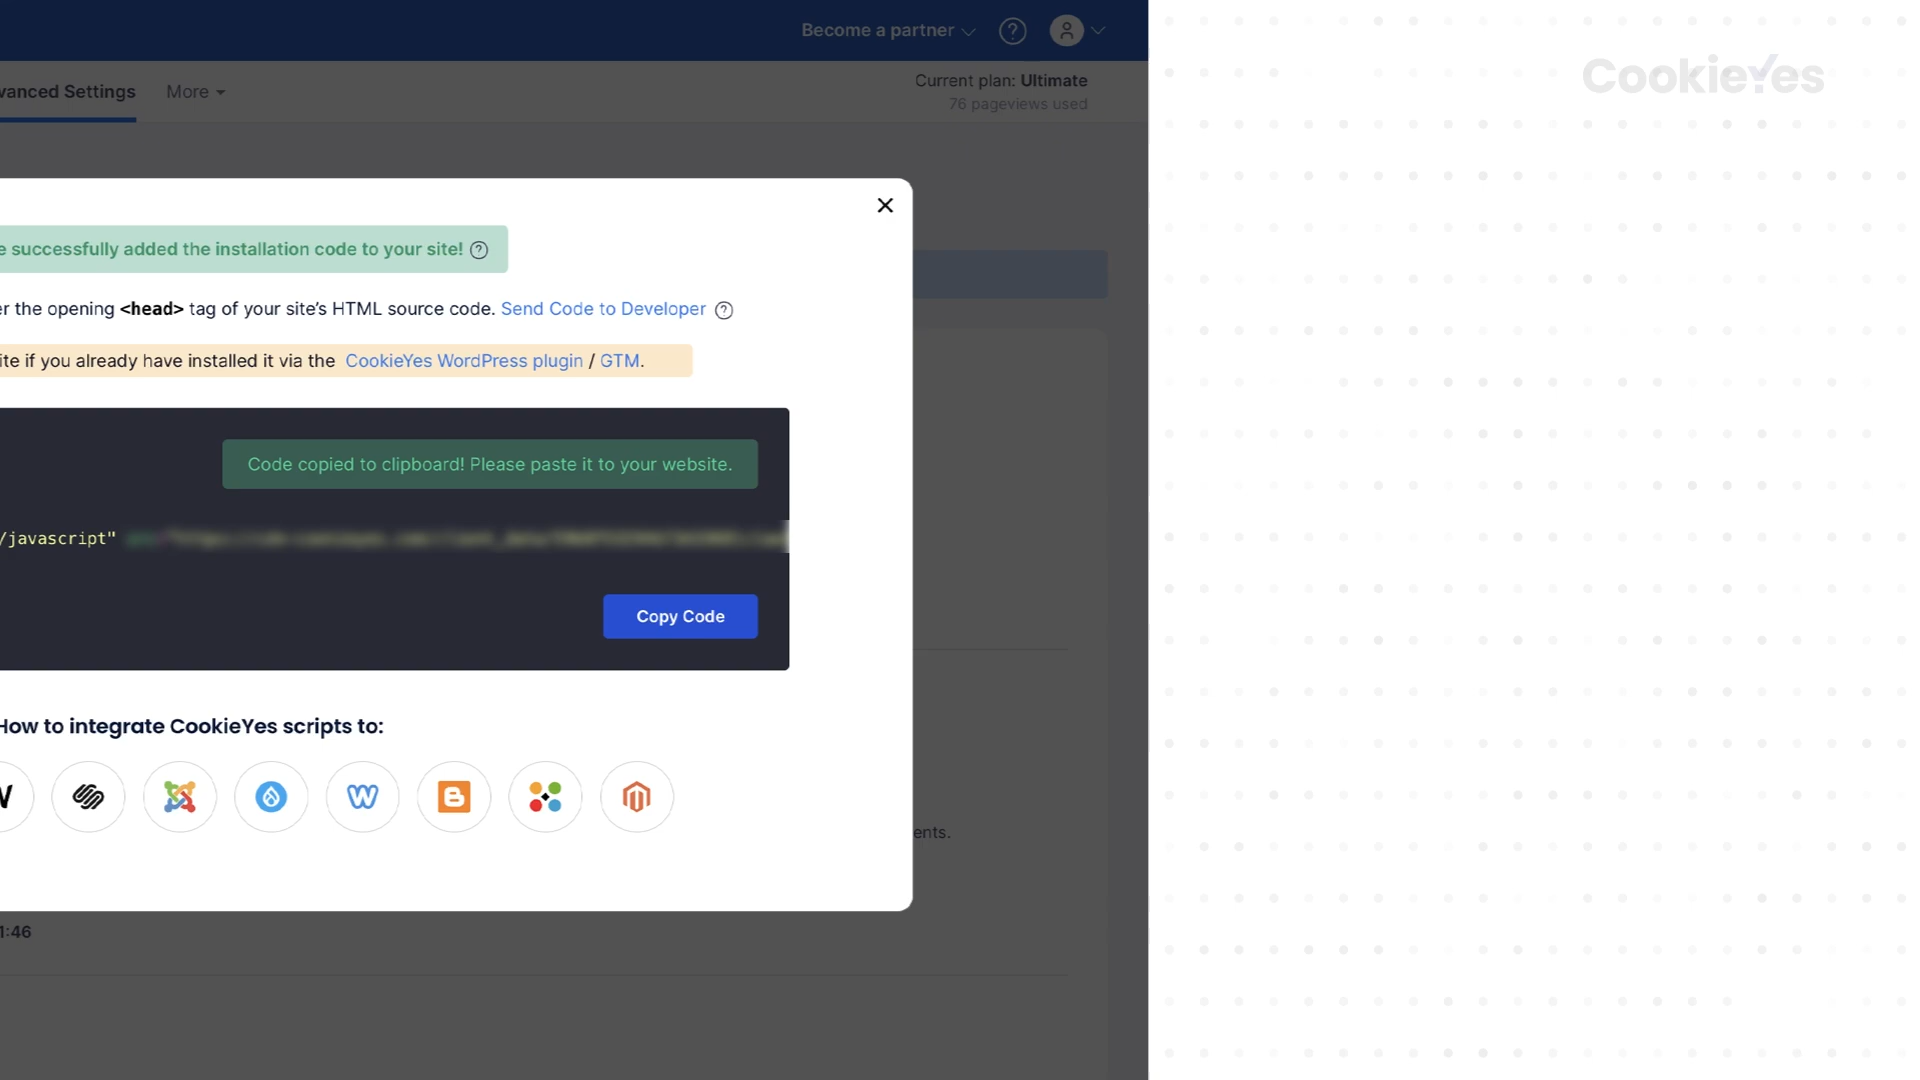 Become a partner
CookieYes
vanced Settings
More
Current plan: Ultimate
76 pageviews used
e successfully added the installation code to your site!
er the opening <head> tag of your site’s HTML source code. Send Code to Developer
ite if you already have installed it via the CookieYes WordPress plugin / GTM.
Code copied to clipboard! Please paste it to your website.
/javascript"
Copy Code
How to integrate CookieYes scripts to:
ents.
1:46